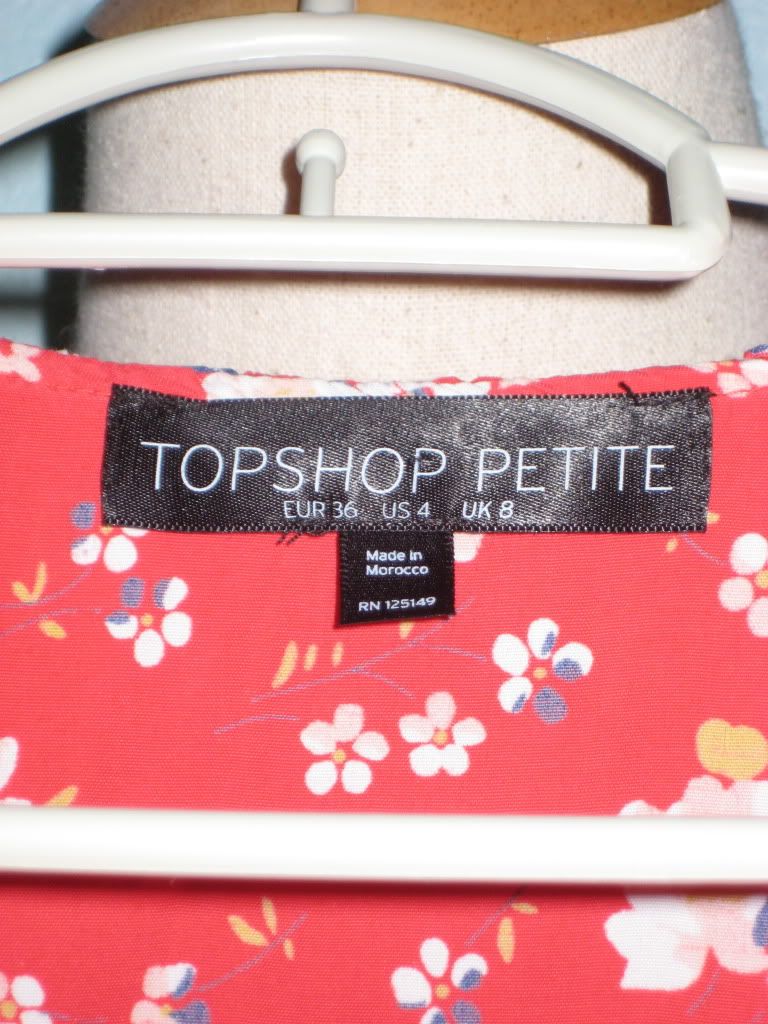 TOPSHOP PETITE
EUR 36 US 4 UK 8
Made in
Morocco
RN 125149